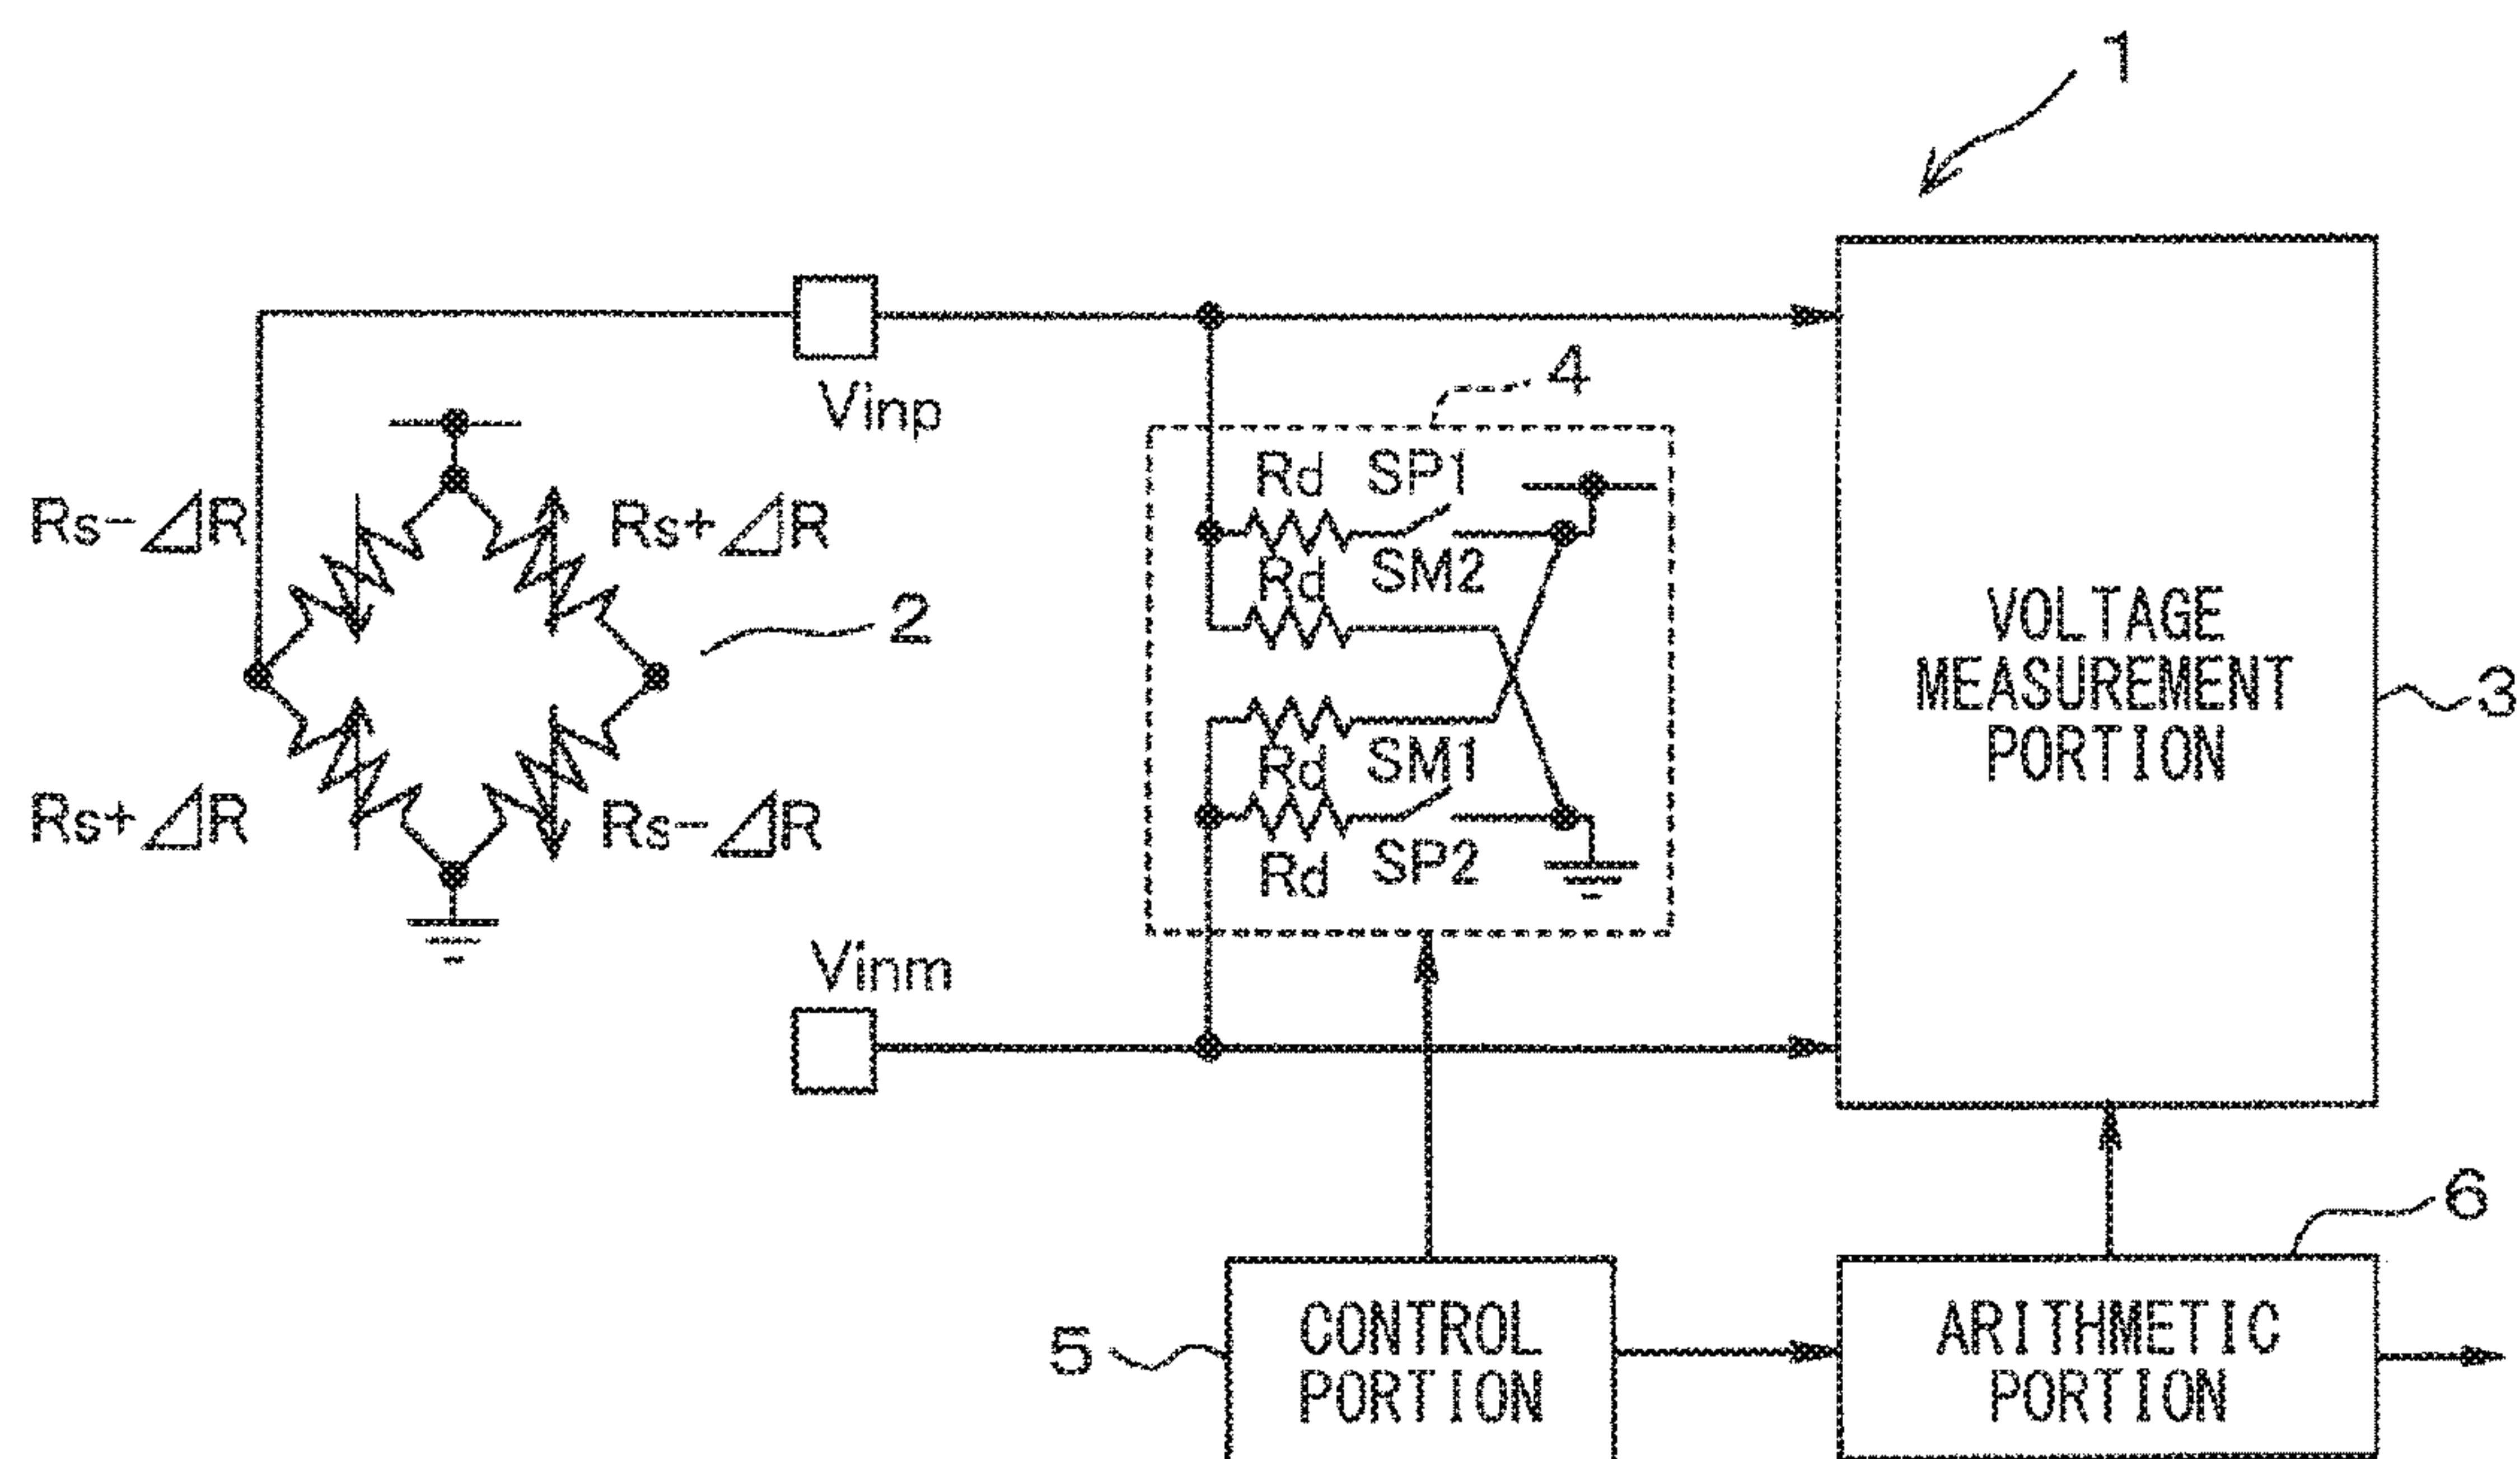 1
Vinp
4
Rd SP1
Rs-⊿R
Rs+⊿R
Rd SM2
2
VOLTAGE
MEASUREMENT
PORTION
3
Rd SM1
Rs+⊿R
Rs-⊿R
Rd SP2
Vinm
6
5
CONTROL
PORTION
ARITHMETIC
PORTION